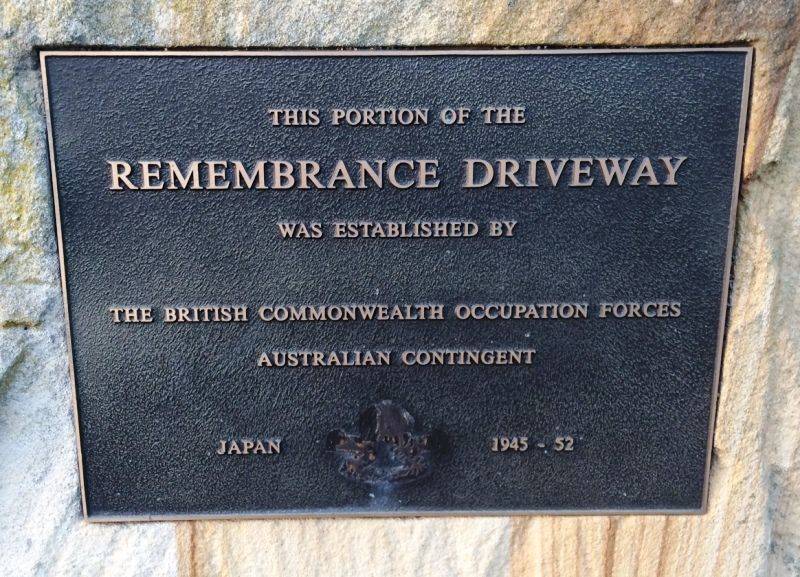 THIS PORTION OF THE
REMEMBRANCE DRIVEWAY
WAS ESTABLISHED BY
THE BRITISH COMMONWEALTH OCCUPATION FORCES
AUSTRALIAN CONTINGENT
JAPAN 1945 - 52